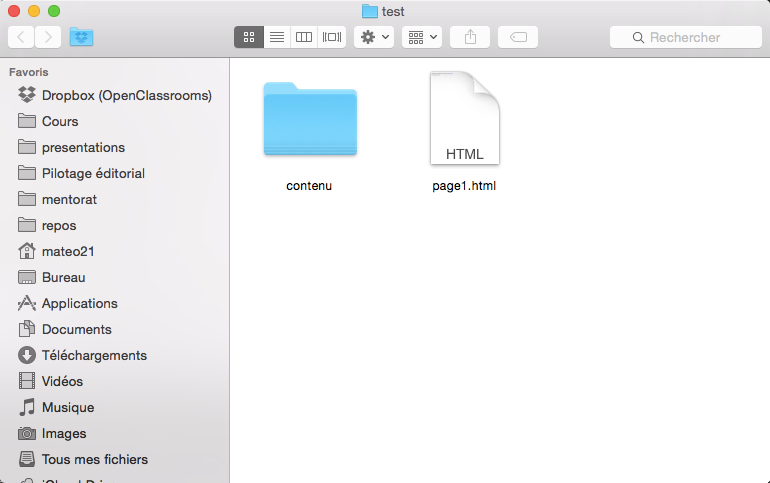 test
Rechercher
Favoris
Dropbox (OpenClassrooms)
Cours
presentations
Pilotage éditorial
mentorat
repos
mateo21
Bureau
Applications
Documents
Téléchargements
Vidéos
Musique
Images
Tous mes fichiers
HTML
contenu
page1.html